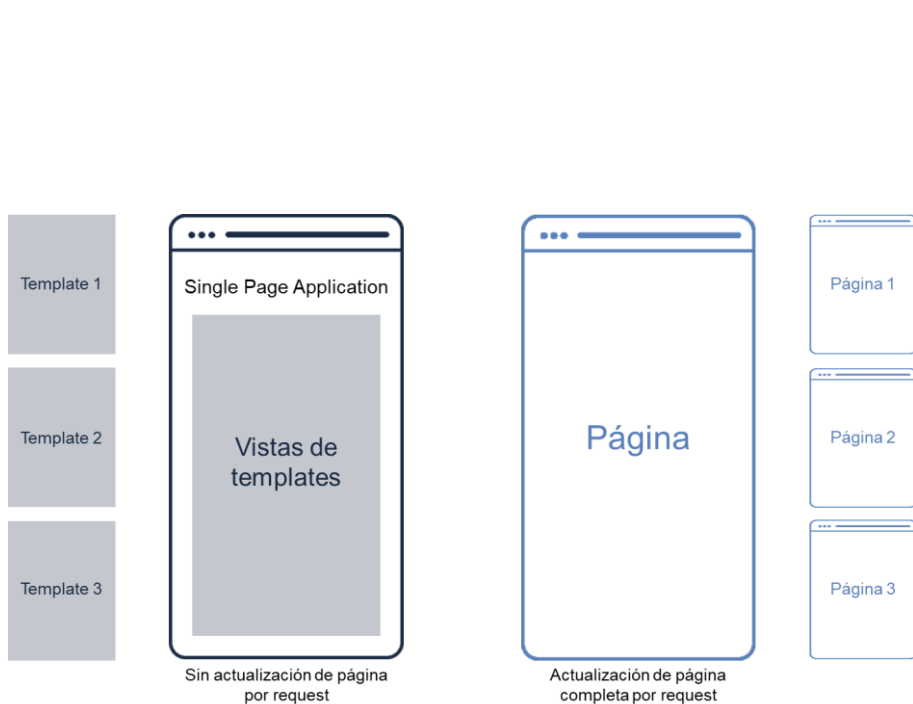 Template 1
Template 2
Template 3
Single Page Application
Vistas de
templates
Sin actualización de página
por request
Página
Actualización de página
completa por request
Página 1
Página 2
Página 3